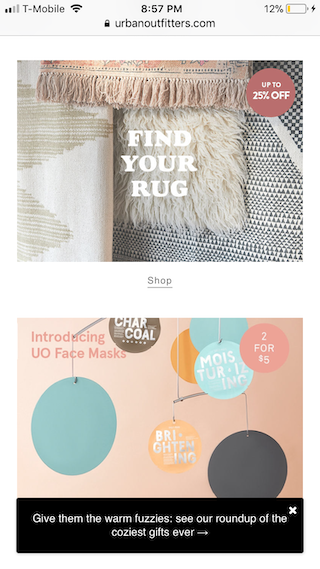 T-Mobile 8:57 PM 12%
urbanoutfitters.com
UP TO
25% OFF
FIND
YOUR
RUG
Shop
Introducing
UO Face Masks
CHAR
COAL
2
FOR
$5
MOIS
TUR·IZ
ING
BRI
GHTEN
ING
Give them the warm fuzzies: see our roundup of the
coziest gifts ever →